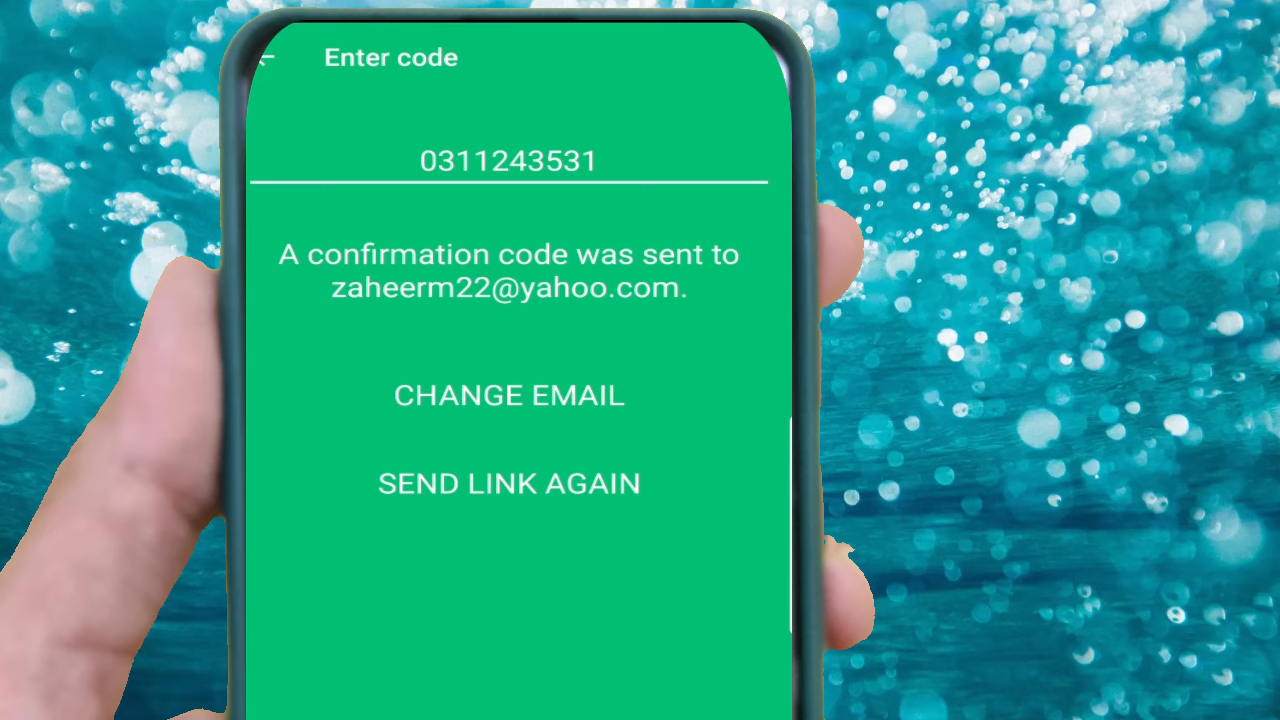 Enter code
0311243531
A confirmation code was sent to
zaheerm22@yahoo.com.
CHANGE EMAIL
SEND LINK AGAIN